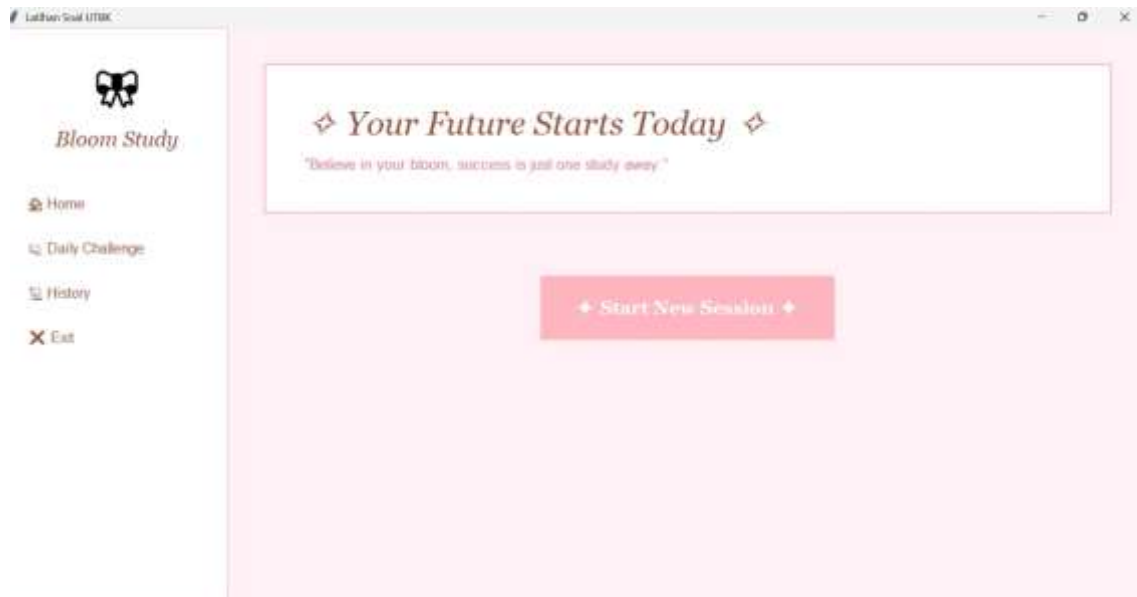 Latihan Soal UTBK
Bloom Study
Home
Daily Challenge
History
Exit
✧ Your Future Starts Today ✧
"Believe in your bloom, success is just one study away."
✦ Start New Session ✦